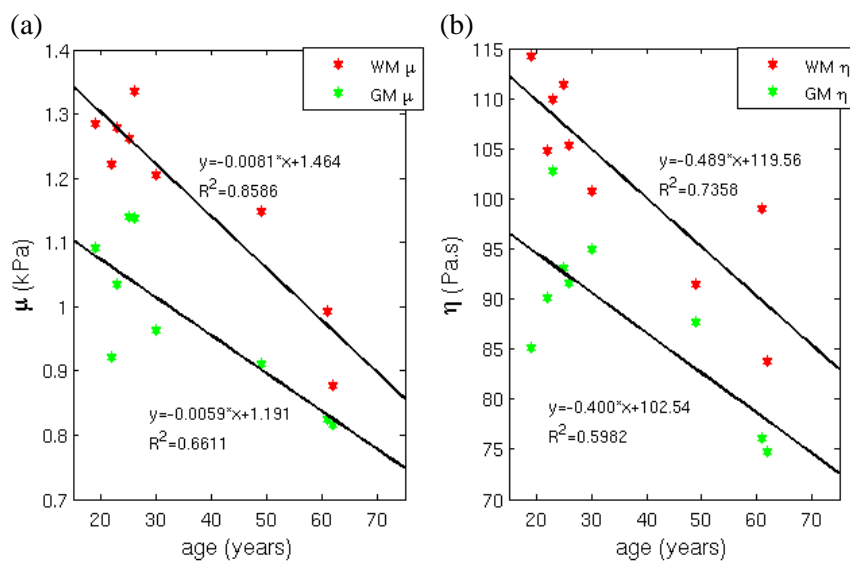 (a)
1.4
1.3
1.2
1.1
1
0.9
0.8
0.7
μ (kPa)
WM μ
GM μ
y=-0.0081*x+1.464
R²=0.8586
y=-0.0059*x+1.191
R²=0.6611
20 30 40 50 60 70
age (years)
(b)
115
110
105
100
95
90
85
80
75
70
η (Pa.s)
WM η
GM η
y=-0.489*x+119.56
R²=0.7358
y=-0.400*x+102.54
R²=0.5982
20 30 40 50 60 70
age (years)